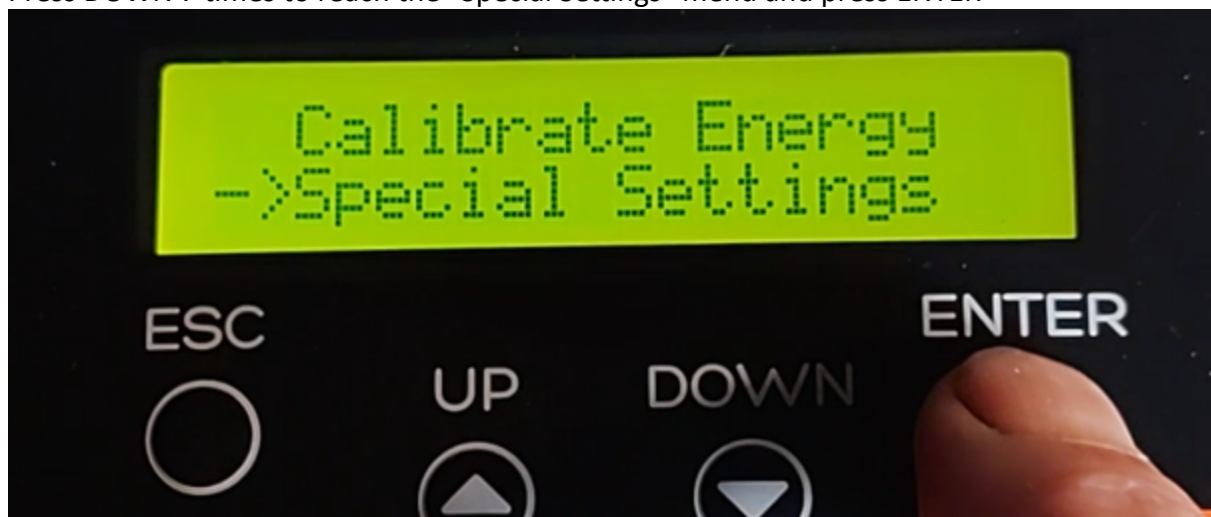 Calibrate Energy
->Special Settings
ESC
ENTER
UP
DOWN